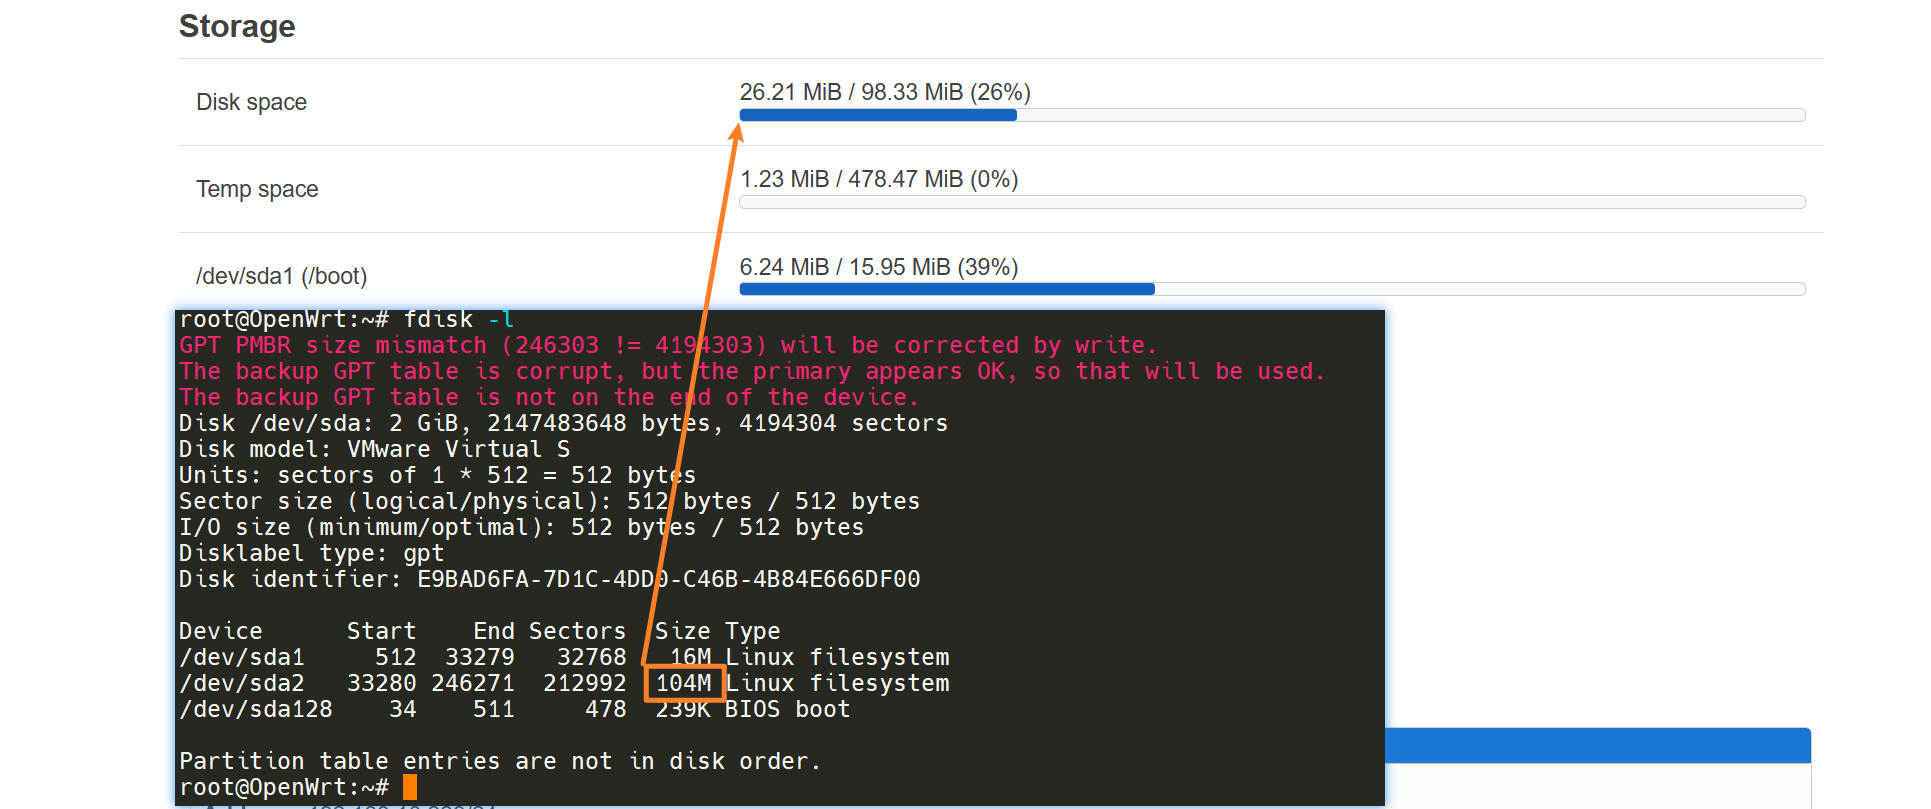 Storage
Disk space
26.21 MiB / 98.33 MiB (26%)
Temp space
1.23 MiB / 478.47 MiB (0%)
/dev/sda1 (/boot)
6.24 MiB / 15.95 MiB (39%)
root@OpenWrt:~# fdisk -l
GPT PMBR size mismatch (246303 != 4194303) will be corrected by write.
The backup GPT table is corrupt, but the primary appears OK, so that will be used.
The backup GPT table is not on the end of the device.
Disk /dev/sda: 2 GiB, 2147483648 bytes, 4194304 sectors
Disk model: VMware Virtual S
Units: sectors of 1 * 512 = 512 bytes
Sector size (logical/physical): 512 bytes / 512 bytes
I/O size (minimum/optimal): 512 bytes / 512 bytes
Disklabel type: gpt
Disk identifier: E9BAD6FA-7D1C-4DD0-C46B-4B84E666DF00
Device Start End Sectors Size Type
/dev/sda1 512 33279 32768 16M Linux filesystem
/dev/sda2 33280 246271 212992 104M Linux filesystem
/dev/sda128 34 511 478 239K BIOS boot
Partition table entries are not in disk order.
root@OpenWrt:~#